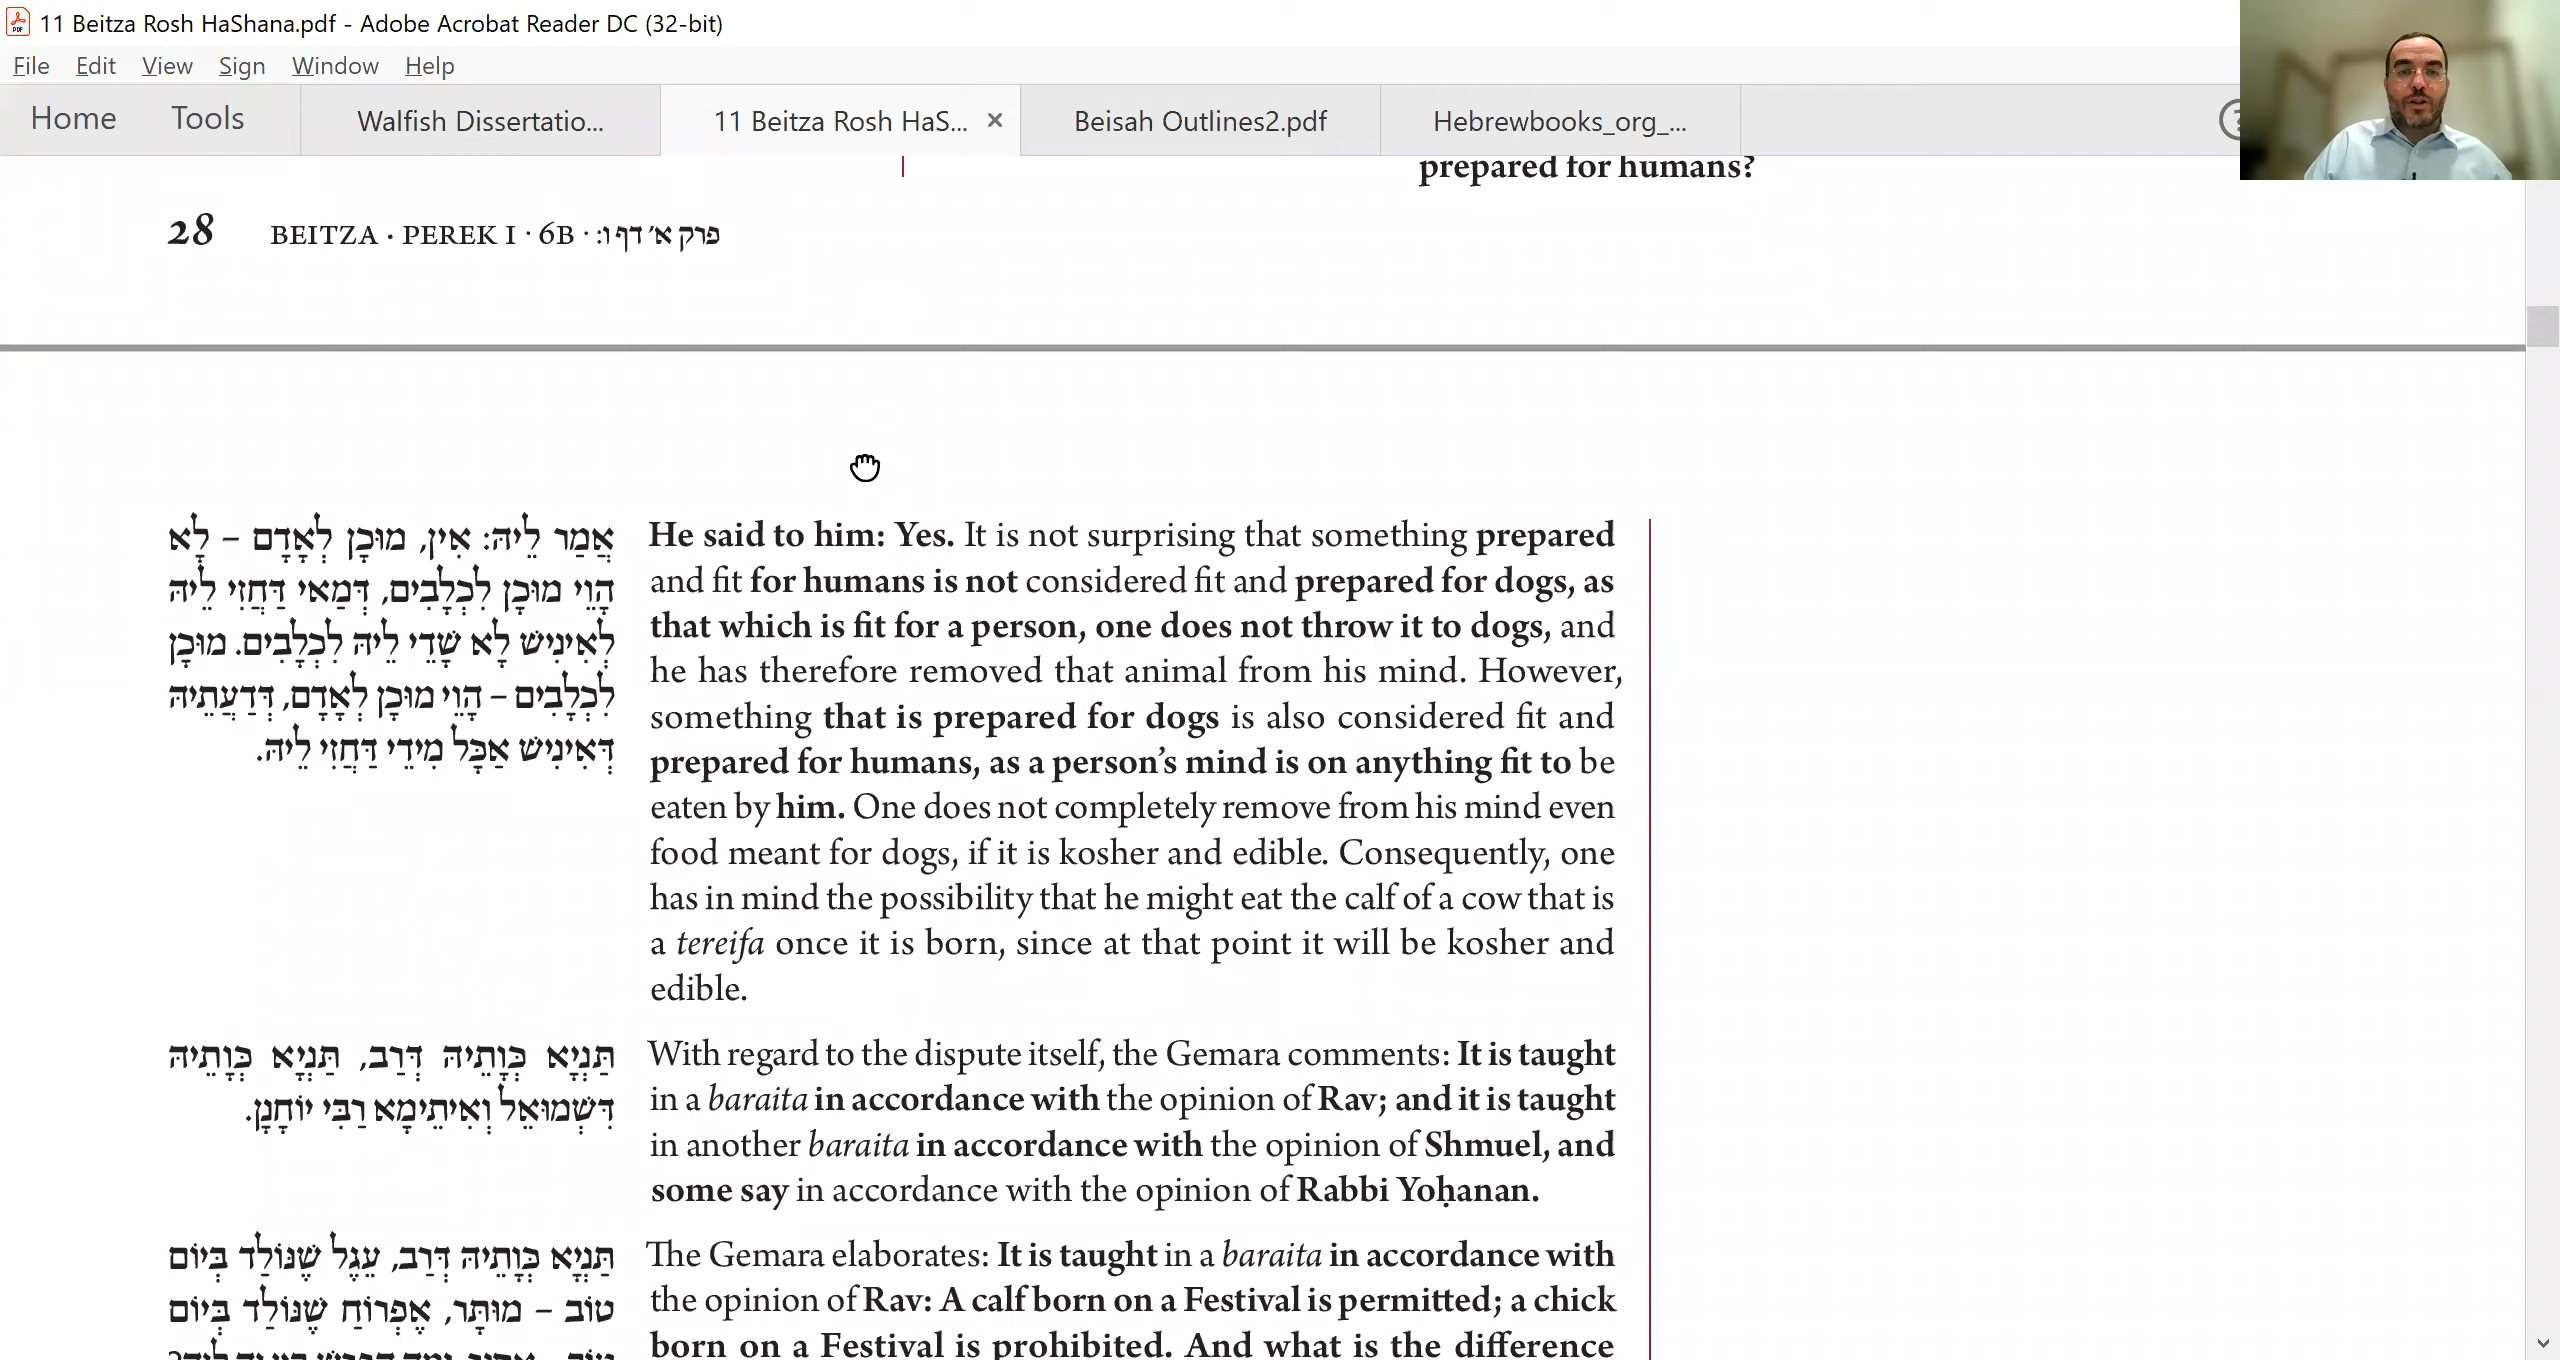 11 Beitza Rosh HaShana.pdf - Adobe Acrobat Reader DC (32-bit)
File Edit View Sign Window Help
Home Tools Walfish Dissertatio... 11 Beitza Rosh HaS... × Beisah Outlines2.pdf Hebrewbooks_org_...
prepared for humans?
28 BEITZA · PEREK I · 6B · פרק א׳ דף ו:
אֲמַר לֵיהּ: אִין, מוּכָן לְאָדָם – לָא
הָוֵי מוּכָן לִכְלָבִים, דְּמַאי דַּחֲזִי לֵיהּ
לְאִינִישׁ לָא שָׁדֵי לֵיהּ לִכְלָבִים. מוּכָן
לִכְלָבִים – הָוֵי מוּכָן לְאָדָם, דְּדַעְתֵּיהּ
דְּאִינִישׁ אַכָּל מִידֵי דַּחֲזִי לֵיהּ.
He said to him: Yes. It is not surprising that something prepared
and fit for humans is not considered fit and prepared for dogs, as
that which is fit for a person, one does not throw it to dogs, and
he has therefore removed that animal from his mind. However,
something that is prepared for dogs is also considered fit and
prepared for humans, as a person’s mind is on anything fit to be
eaten by him. One does not completely remove from his mind even
food meant for dogs, if it is kosher and edible. Consequently, one
has in mind the possibility that he might eat the calf of a cow that is
a tereifa once it is born, since at that point it will be kosher and
edible.
תַּנְיָא כְּוָתֵיהּ דְּרַב, תַּנְיָא כְּוָתֵיהּ
דִּשְׁמוּאֵל וְאִיתֵּימָא רַבִּי יוֹחָנָן.
With regard to the dispute itself, the Gemara comments: It is taught
in a baraita in accordance with the opinion of Rav; and it is taught
in another baraita in accordance with the opinion of Shmuel, and
some say in accordance with the opinion of Rabbi Yoḥanan.
תַּנְיָא כְּוָתֵיהּ דְּרַב, עֵגֶל שֶׁנּוֹלַד בְּיוֹם
טוֹב – מוּתָּר, אֶפְרוֹחַ שֶׁנּוֹלַד בְּיוֹם
The Gemara elaborates: It is taught in a baraita in accordance with
the opinion of Rav: A calf born on a Festival is permitted; a chick
born on a Festival is prohibited. And what is the difference